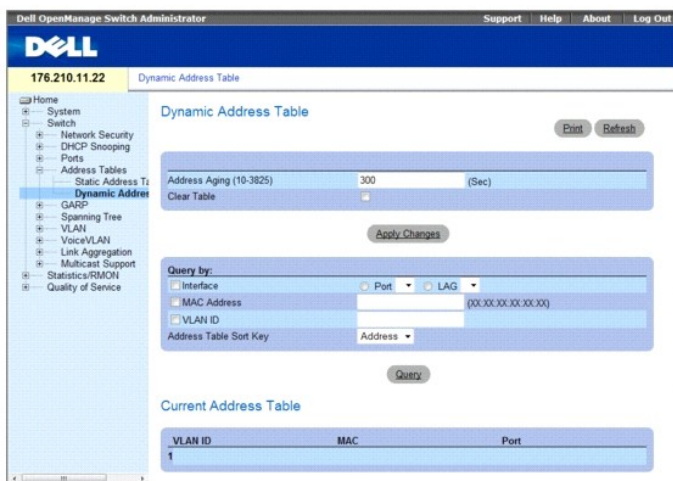 Dell OpenManage Switch Administrator
Support Help About Log Out
DELL
176.210.11.22
Dynamic Address Table
Home
System
Switch
Network Security
DHCP Snooping
Ports
Address Tables
Static Address Ta
Dynamic Addres
GARP
Spanning Tree
VLAN
VoiceVLAN
Link Aggregation
Multicast Support
Statistics/RMON
Quality of Service
Dynamic Address Table
Print Refresh
Address Aging (10-3825) 300 (Sec)
Clear Table
Apply Changes
Query by:
Interface Port LAG
MAC Address (XX:XX:XX:XX:XX:XX)
VLAN ID
Address Table Sort Key Address
Query
Current Address Table
VLAN ID MAC Port
1